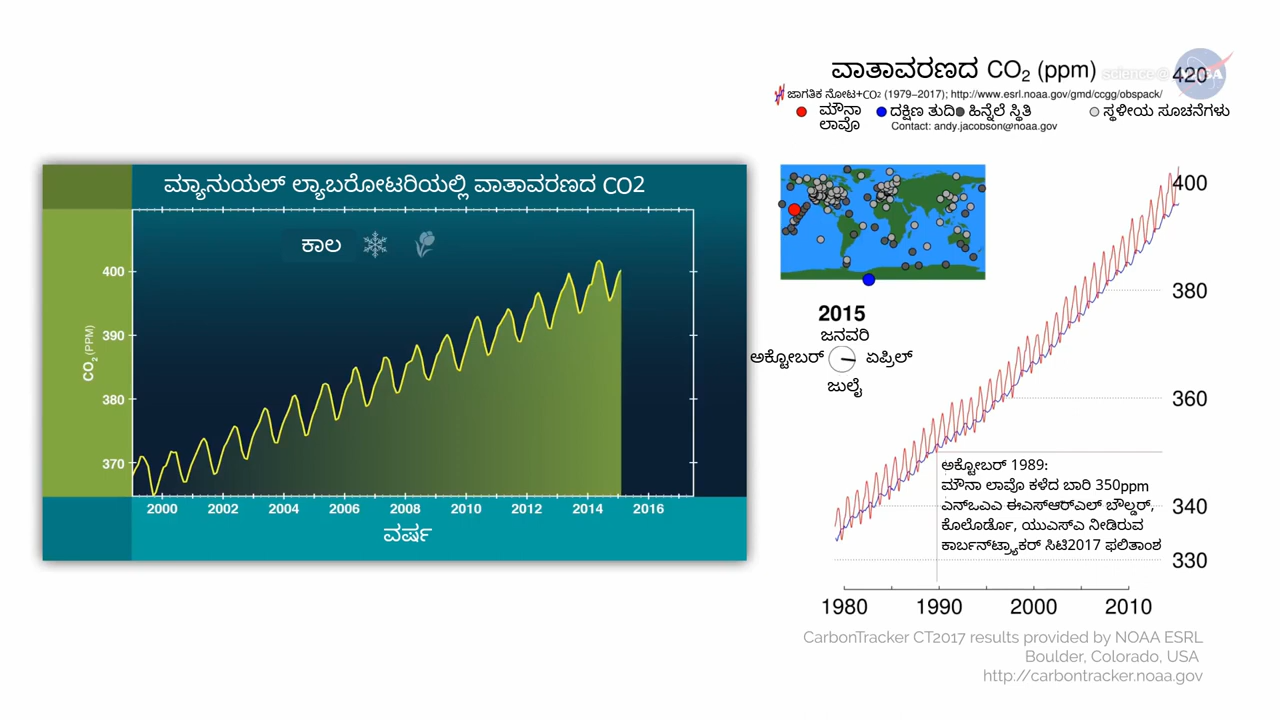 ಮ್ಯಾನುಯಲ್ ಲ್ಯಾಬರೋಟರಿಯಲ್ಲಿ ವಾತಾವರಣದ CO2
ಕಾಲ
400
390
380
370
CO2 (PPM)
2000 2002 2004 2006 2008 2010 2012 2014 2016
ವರ್ಷ
ವಾತಾವರಣದ CO2 (ppm)
science@NASA
420
ಜಾಗತಿಕ ನೋಟ+CO2 (1979–2017); http://www.esrl.noaa.gov/gmd/ccgg/obspack/
ಮೌನಾ ಲಾವೊ
ದಕ್ಷಿಣ ತುದಿ
ಹಿನ್ನೆಲೆ ಸ್ಥಿತಿ
ಸ್ಥಳೀಯ ಸೂಚನೆಗಳು
Contact: andy.jacobson@noaa.gov
2015
ಜನವರಿ
ಅಕ್ಟೋಬರ್ ಏಪ್ರಿಲ್
ಜುಲೈ
400
380
360
340
330
ಅಕ್ಟೋಬರ್ 1989:
ಮೌನಾ ಲಾವೊ ಕಳೆದ ಬಾರಿ 350ppm
ಎನ್‌ಒಎಎ ಈಎಸ್‌ಆರ್‌ಎಲ್ ಬೌಲ್ಡರ್,
ಕೊಲೊರ್ಡೊ, ಯುಎಸ್ಎ ನೀಡಿರುವ
ಕಾರ್ಬನ್‌ಟ್ರ್ಯಾಕರ್ ಸಿಟಿ2017 ಫಲಿತಾಂಶ
1980 1990 2000 2010
CarbonTracker CT2017 results provided by NOAA ESRL
Boulder, Colorado, USA
http://carbontracker.noaa.gov